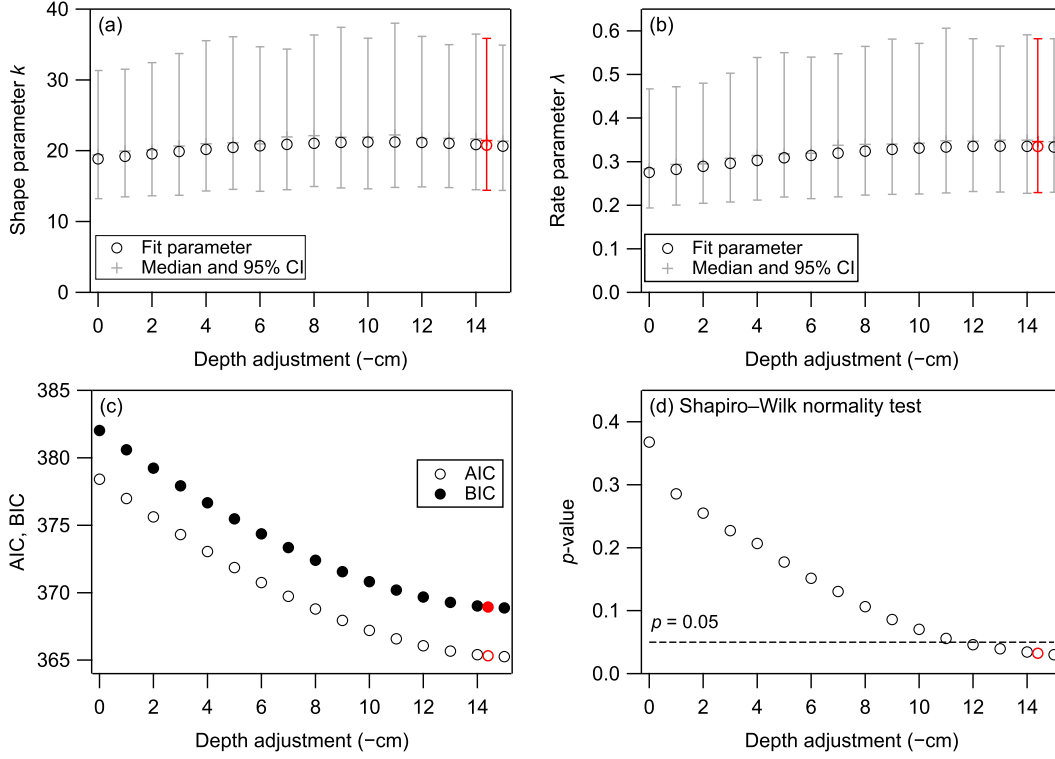 (a)
40
30
20
10
0
Shape parameter k
Fit parameter
Median and 95% CI
0 2 4 6 8 10 12 14
Depth adjustment (−cm)
(b)
0.6
0.5
0.4
0.3
0.2
0.1
0.0
Rate parameter λ
Fit parameter
Median and 95% CI
0 2 4 6 8 10 12 14
Depth adjustment (−cm)
(c)
385
380
375
370
365
AIC, BIC
AIC
BIC
0 2 4 6 8 10 12 14
Depth adjustment (−cm)
(d) Shapiro–Wilk normality test
0.4
0.3
0.2
0.1
0.0
p-value
p = 0.05
0 2 4 6 8 10 12 14
Depth adjustment (−cm)